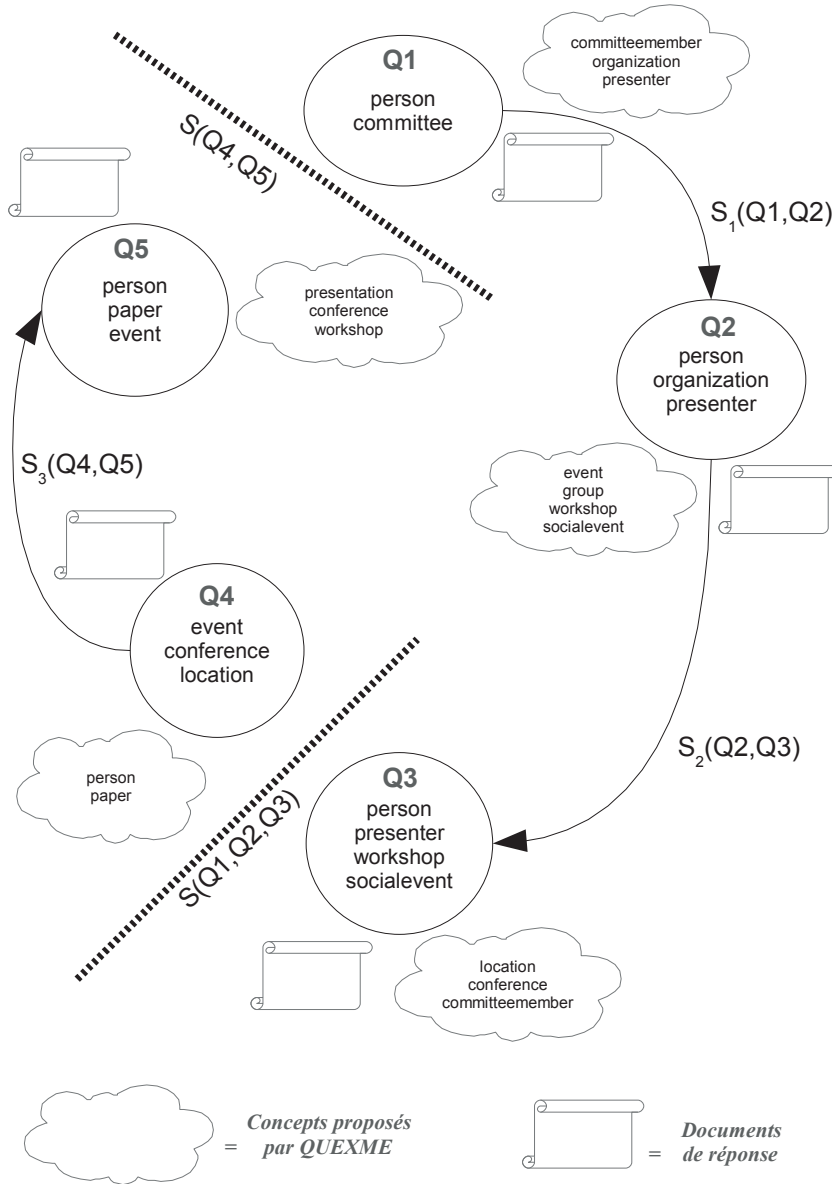 Q1
person
committee
committeemember
organization
presenter
S(Q4,Q5)
S1(Q1,Q2)
Q5
person
paper
event
presentation
conference
workshop
Q2
person
organization
presenter
S3(Q4,Q5)
event
group
workshop
socialevent
Q4
event
conference
location
person
paper
S2(Q2,Q3)
S(Q1,Q2,Q3)
Q3
person
presenter
workshop
socialevent
location
conference
committeemember
= Concepts proposés
par QUEXME
= Documents
de réponse